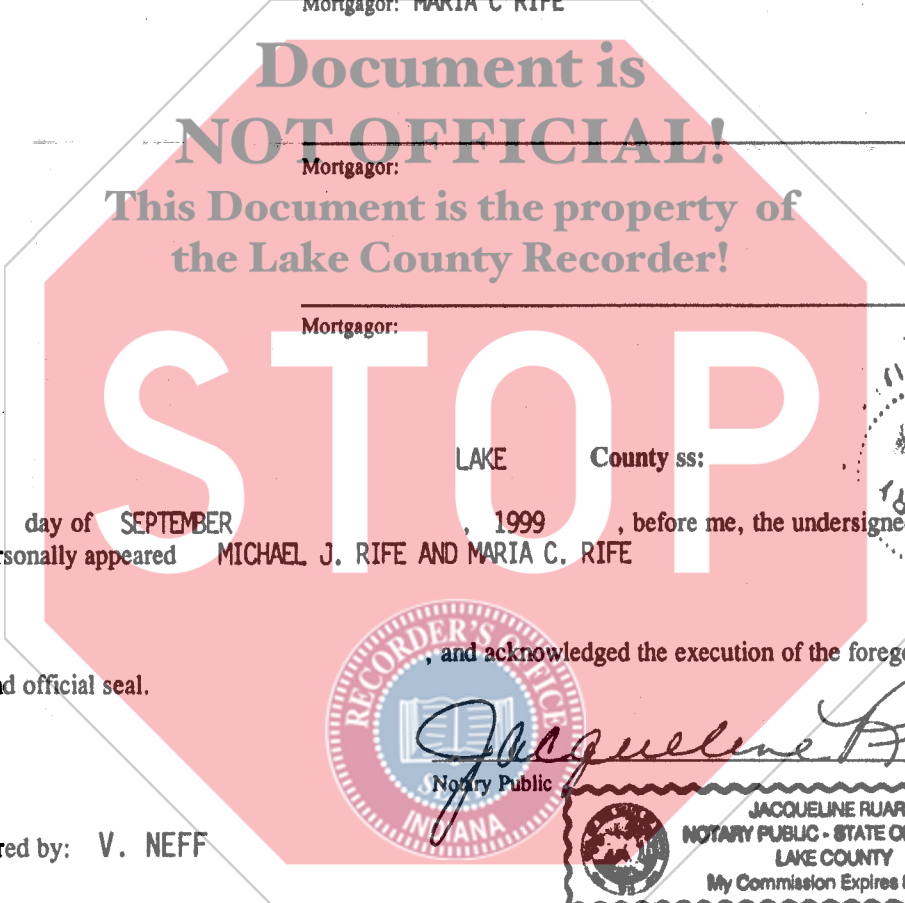 Mortgagor: MARIA C RIFE
Document is
NOT OFFICIAL!
Mortgagor:
This Document is the property of
the Lake County Recorder!
Mortgagor:
STOP
LAKE County ss:
day of SEPTEMBER , 1999 , before me, the undersigne
rsonally appeared MICHAEL J. RIFE AND MARIA C. RIFE
RECORDER'S OFFICE
, and acknowledged the execution of the forego
d official seal.
Jacqueline
Notary Public
INDIANA
JACQUELINE RUAR
NOTARY PUBLIC - STATE O
LAKE COUNTY
My Commission Expires
red by: V. NEFF